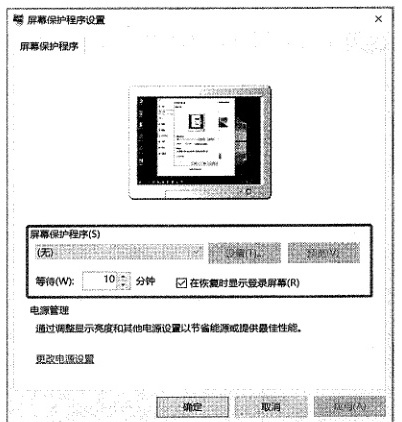 屏幕保护程序设置
屏幕保护程序
屏幕保护程序(S)
(无) 设置(T)... 预览(V)
等待(W): 10 分钟 在恢复时显示登录屏幕(R)
电源管理
通过调整显示亮度和其他电源设置以节省能源或提供最佳性能。
更改电源设置
确定 取消 应用(A)